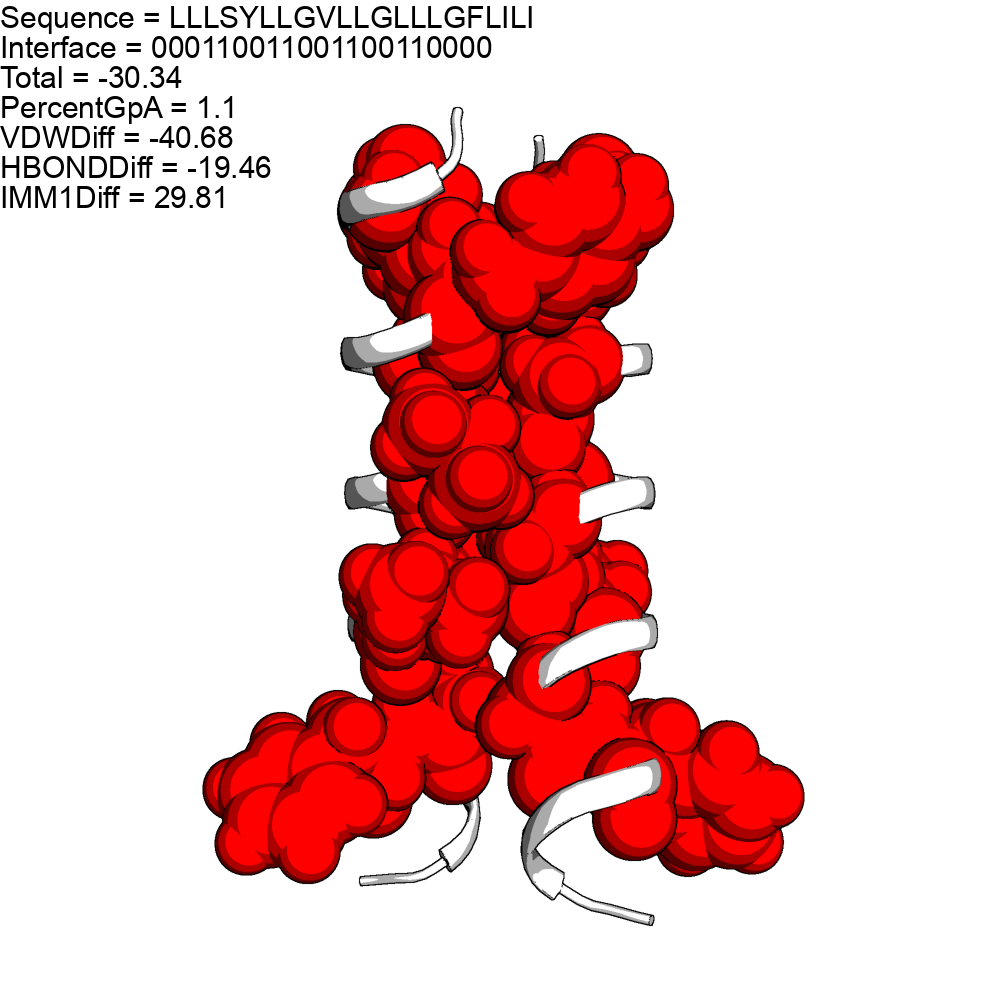 Sequence = LLLSYLLGVLLGLLLGFLILI
Interface = 000110011001100110000
Total = -30.34
PercentGpA = 1.1
VDWDiff = -40.68
HBONDDiff = -19.46
IMM1Diff = 29.81